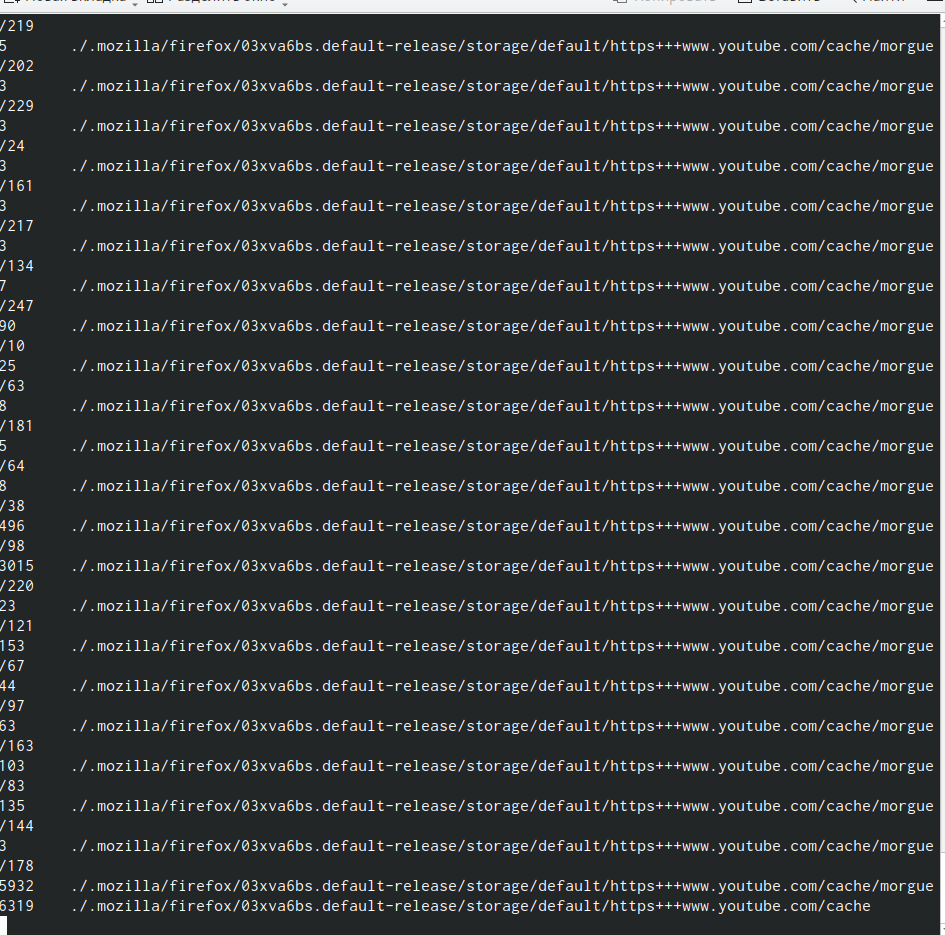 /219
5 ./.mozilla/firefox/03xva6bs.default-release/storage/default/https+++www.youtube.com/cache/morgue
/202
3 ./.mozilla/firefox/03xva6bs.default-release/storage/default/https+++www.youtube.com/cache/morgue
/229
3 ./.mozilla/firefox/03xva6bs.default-release/storage/default/https+++www.youtube.com/cache/morgue
/24
3 ./.mozilla/firefox/03xva6bs.default-release/storage/default/https+++www.youtube.com/cache/morgue
/161
3 ./.mozilla/firefox/03xva6bs.default-release/storage/default/https+++www.youtube.com/cache/morgue
/217
3 ./.mozilla/firefox/03xva6bs.default-release/storage/default/https+++www.youtube.com/cache/morgue
/134
7 ./.mozilla/firefox/03xva6bs.default-release/storage/default/https+++www.youtube.com/cache/morgue
/247
90 ./.mozilla/firefox/03xva6bs.default-release/storage/default/https+++www.youtube.com/cache/morgue
/10
25 ./.mozilla/firefox/03xva6bs.default-release/storage/default/https+++www.youtube.com/cache/morgue
/63
8 ./.mozilla/firefox/03xva6bs.default-release/storage/default/https+++www.youtube.com/cache/morgue
/181
5 ./.mozilla/firefox/03xva6bs.default-release/storage/default/https+++www.youtube.com/cache/morgue
/64
8 ./.mozilla/firefox/03xva6bs.default-release/storage/default/https+++www.youtube.com/cache/morgue
/38
496 ./.mozilla/firefox/03xva6bs.default-release/storage/default/https+++www.youtube.com/cache/morgue
/98
3015 ./.mozilla/firefox/03xva6bs.default-release/storage/default/https+++www.youtube.com/cache/morgue
/220
23 ./.mozilla/firefox/03xva6bs.default-release/storage/default/https+++www.youtube.com/cache/morgue
/121
153 ./.mozilla/firefox/03xva6bs.default-release/storage/default/https+++www.youtube.com/cache/morgue
/67
44 ./.mozilla/firefox/03xva6bs.default-release/storage/default/https+++www.youtube.com/cache/morgue
/97
63 ./.mozilla/firefox/03xva6bs.default-release/storage/default/https+++www.youtube.com/cache/morgue
/163
103 ./.mozilla/firefox/03xva6bs.default-release/storage/default/https+++www.youtube.com/cache/morgue
/83
135 ./.mozilla/firefox/03xva6bs.default-release/storage/default/https+++www.youtube.com/cache/morgue
/144
3 ./.mozilla/firefox/03xva6bs.default-release/storage/default/https+++www.youtube.com/cache/morgue
/178
5932 ./.mozilla/firefox/03xva6bs.default-release/storage/default/https+++www.youtube.com/cache/morgue
6319 ./.mozilla/firefox/03xva6bs.default-release/storage/default/https+++www.youtube.com/cache